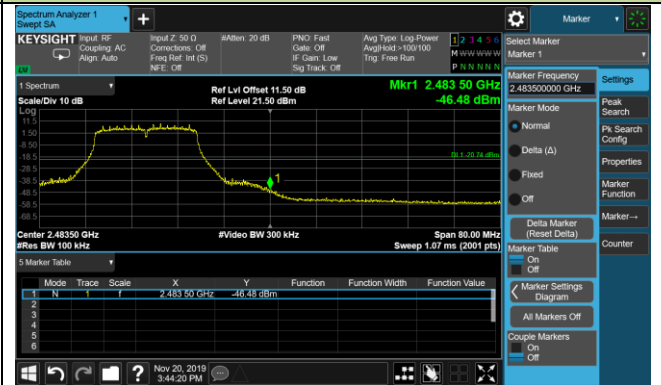 Spectrum Analyzer 1
Swept SA
Marker
KEYSIGHT
Input: RF
Coupling: AC
Align: Auto
Input Z: 50 Ω
Corrections: Off
Freq Ref: Int (S)
NFE: Off
#Atten: 20 dB
PNO: Fast
Gate: Off
IF Gain: Low
Sig Track: Off
Avg Type: Log-Power
Avg|Hold:>100/100
Trig: Free Run
1 2 3 4 5 6
M W W W W W
P N N N N N
LXI
Select Marker
Marker 1
1 Spectrum
Scale/Div 10 dB
Ref Lvl Offset 11.50 dB
Ref Level 21.50 dBm
Mkr1 2.483 50 GHz
-46.48 dBm
Log
11.5
1.50
-8.50
-18.5
-28.5
-38.5
-48.5
-58.5
-68.5
DL1 -20.74 dBm
1
Center 2.48350 GHz
#Res BW 100 kHz
#Video BW 300 kHz
Span 80.00 MHz
Sweep 1.07 ms (2001 pts)
5 Marker Table
Mode Trace Scale X Y Function Function Width Function Value
1 N 1 f 2.483 50 GHz -46.48 dBm
2
3
4
5
6
Marker Frequency
2.483500000 GHz
Marker Mode
Normal
Delta (Δ)
Fixed
Off
Delta Marker
(Reset Delta)
Marker Table
On
Off
Marker Settings
Diagram
All Markers Off
Couple Markers
On
Off
Settings
Peak
Search
Pk Search
Config
Properties
Marker
Function
Marker→
Counter
?
Nov 20, 2019
3:44:20 PM